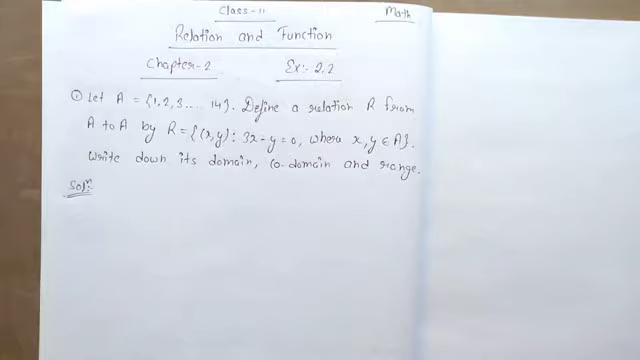 Class-11 Math
Relation and Function
Chapter-2 Ex:- 2.2
① Let A = {1, 2, 3 .... 14}. Define a relation R from
A to A by R = {(x,y) : 3x-y=0, where x, y ∈ A}.
Write down its domain, co-domain and range.
Solⁿ: